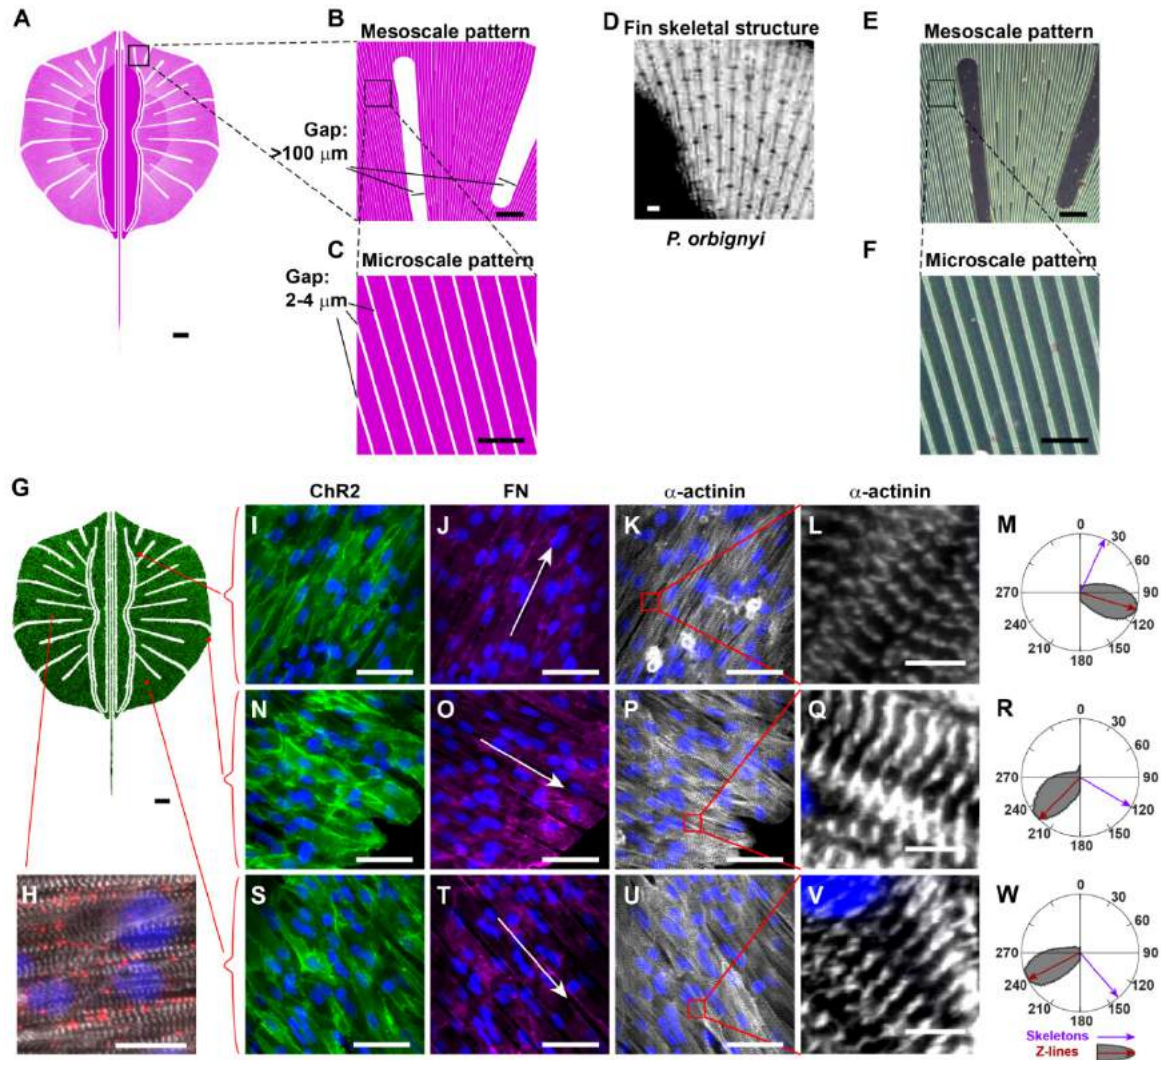 A
B
Mesoscale pattern
Gap:
>100 μm
C
Microscale pattern
Gap:
2-4 μm
D
Fin skeletal structure
P. orbignyi
E
Mesoscale pattern
F
Microscale pattern
G
ChR2
FN
α-actinin
α-actinin
I
J
K
L
M
0
30
60
90
120
150
180
210
240
270
H
N
O
P
Q
R
0
30
60
90
120
150
180
210
240
270
S
T
U
V
W
0
30
60
90
120
150
180
210
240
270
Skeletons
Z-lines